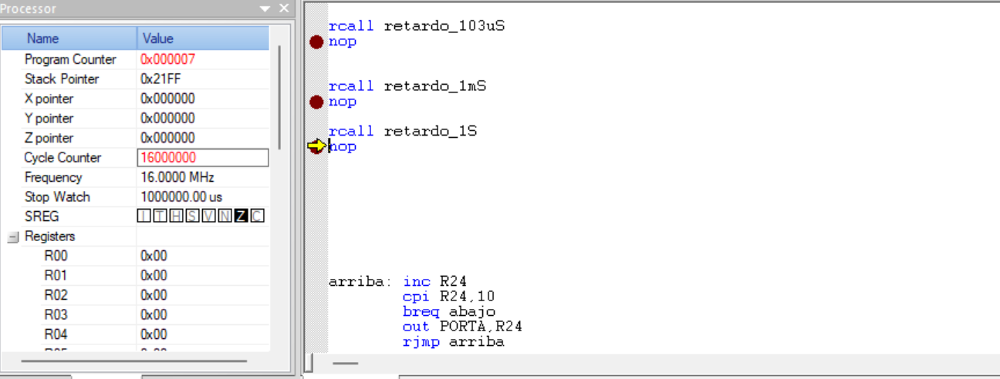 Processor
Name Value
Program Counter 0x000007
Stack Pointer 0x21FF
X pointer 0x000000
Y pointer 0x000000
Z pointer 0x000000
Cycle Counter 16000000
Frequency 16.0000 MHz
Stop Watch 1000000.00 us
SREG I T H S V N Z C
Registers
R00 0x00
R01 0x00
R02 0x00
R03 0x00
R04 0x00
rcall retardo_103uS
nop
rcall retardo_1mS
nop
rcall retardo_1S
nop
arriba: inc R24
cpi R24,10
breq abajo
out PORTA,R24
rjmp arriba